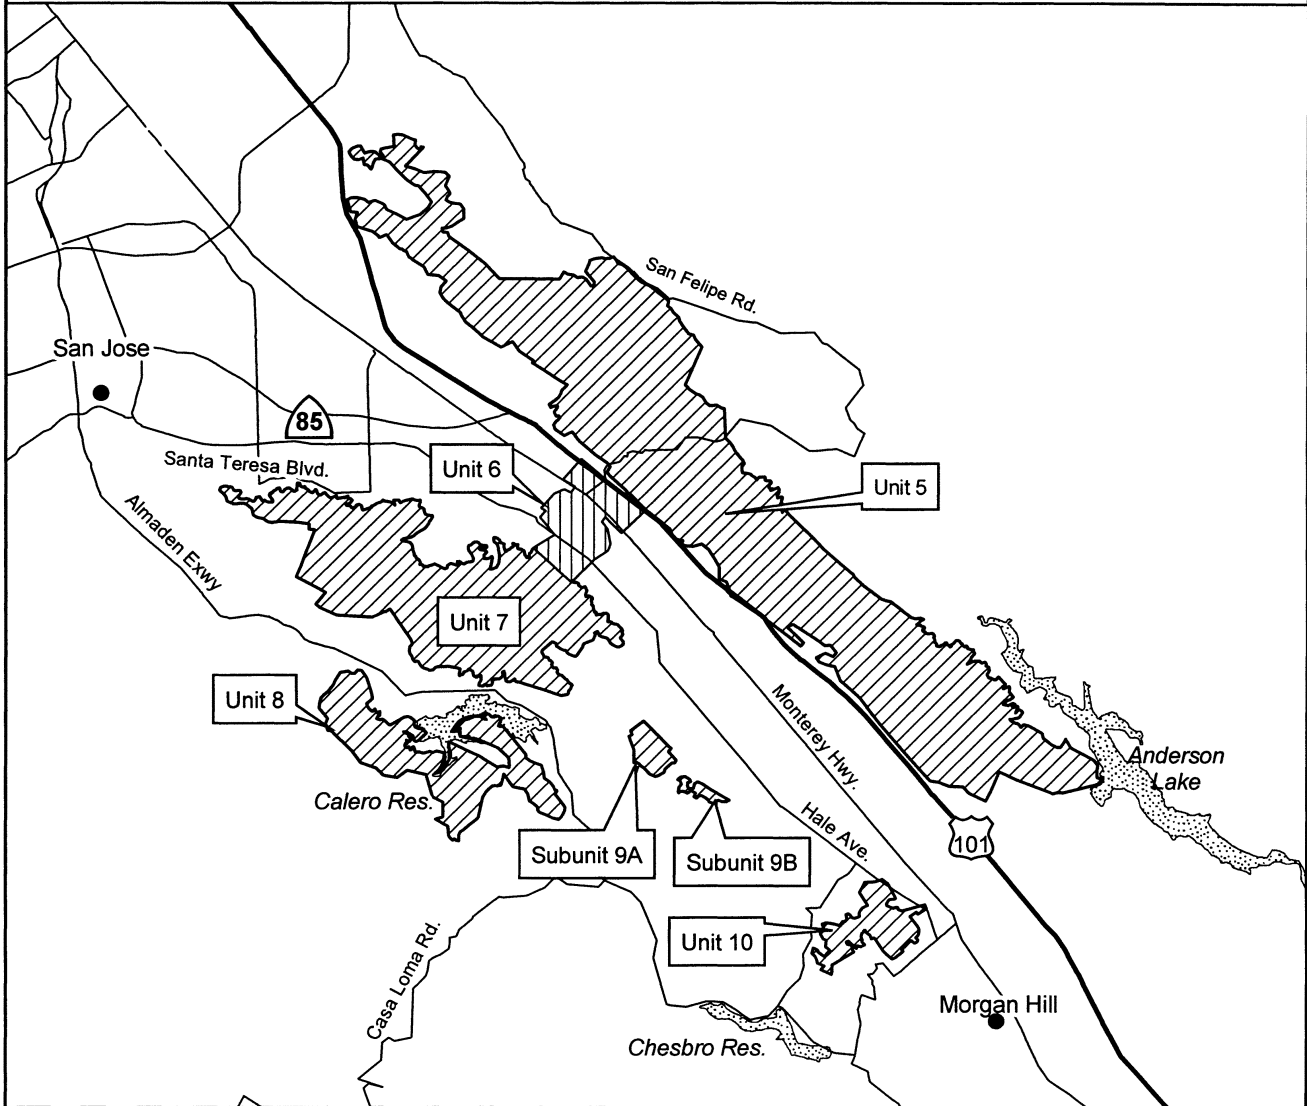 San Felipe Rd.
San Jose
85
Unit 6
Santa Teresa Blvd.
Unit 5
Almaden Exwy
Unit 7
Unit 8
Monterey Hwy.
Anderson
Lake
Calero Res.
Hale Ave.
101
Subunit 9A
Subunit 9B
Unit 10
Casa Loma Rd.
Morgan Hill
Chesbro Res.